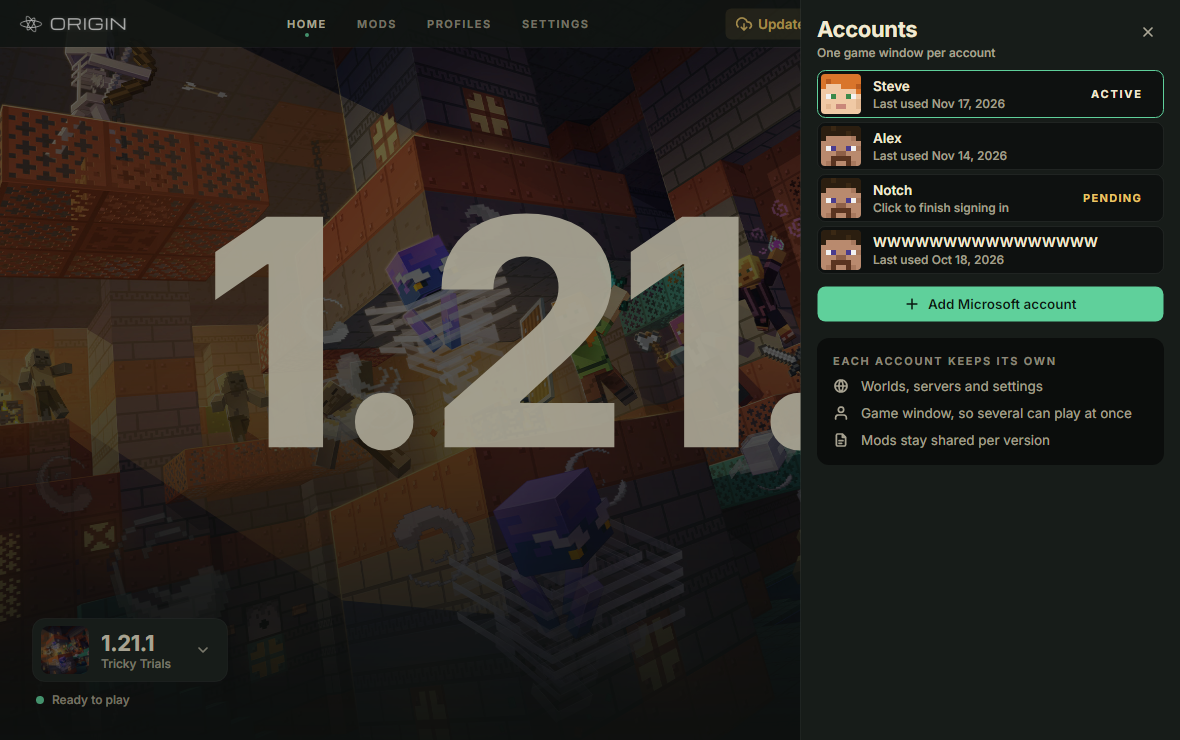 ORIGIN
HOME
MODS
PROFILES
SETTINGS
Update
1.21.
1.21.1
Tricky Trials
Ready to play
Accounts
One game window per account
Steve
Last used Nov 17, 2026
ACTIVE
Alex
Last used Nov 14, 2026
Notch
Click to finish signing in
PENDING
WWWWWWWWWWWWWWWW
Last used Oct 18, 2026
Add Microsoft account
EACH ACCOUNT KEEPS ITS OWN
Worlds, servers and settings
Game window, so several can play at once
Mods stay shared per version